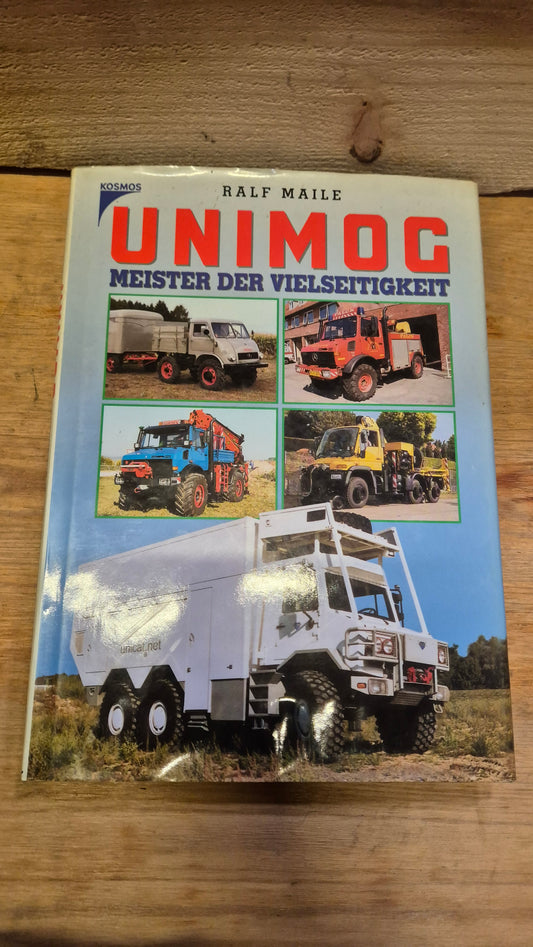 KOSMOS
RALF MAILE
UNIMOG
MEISTER DER VIELSEITIGKEIT
unicat.net